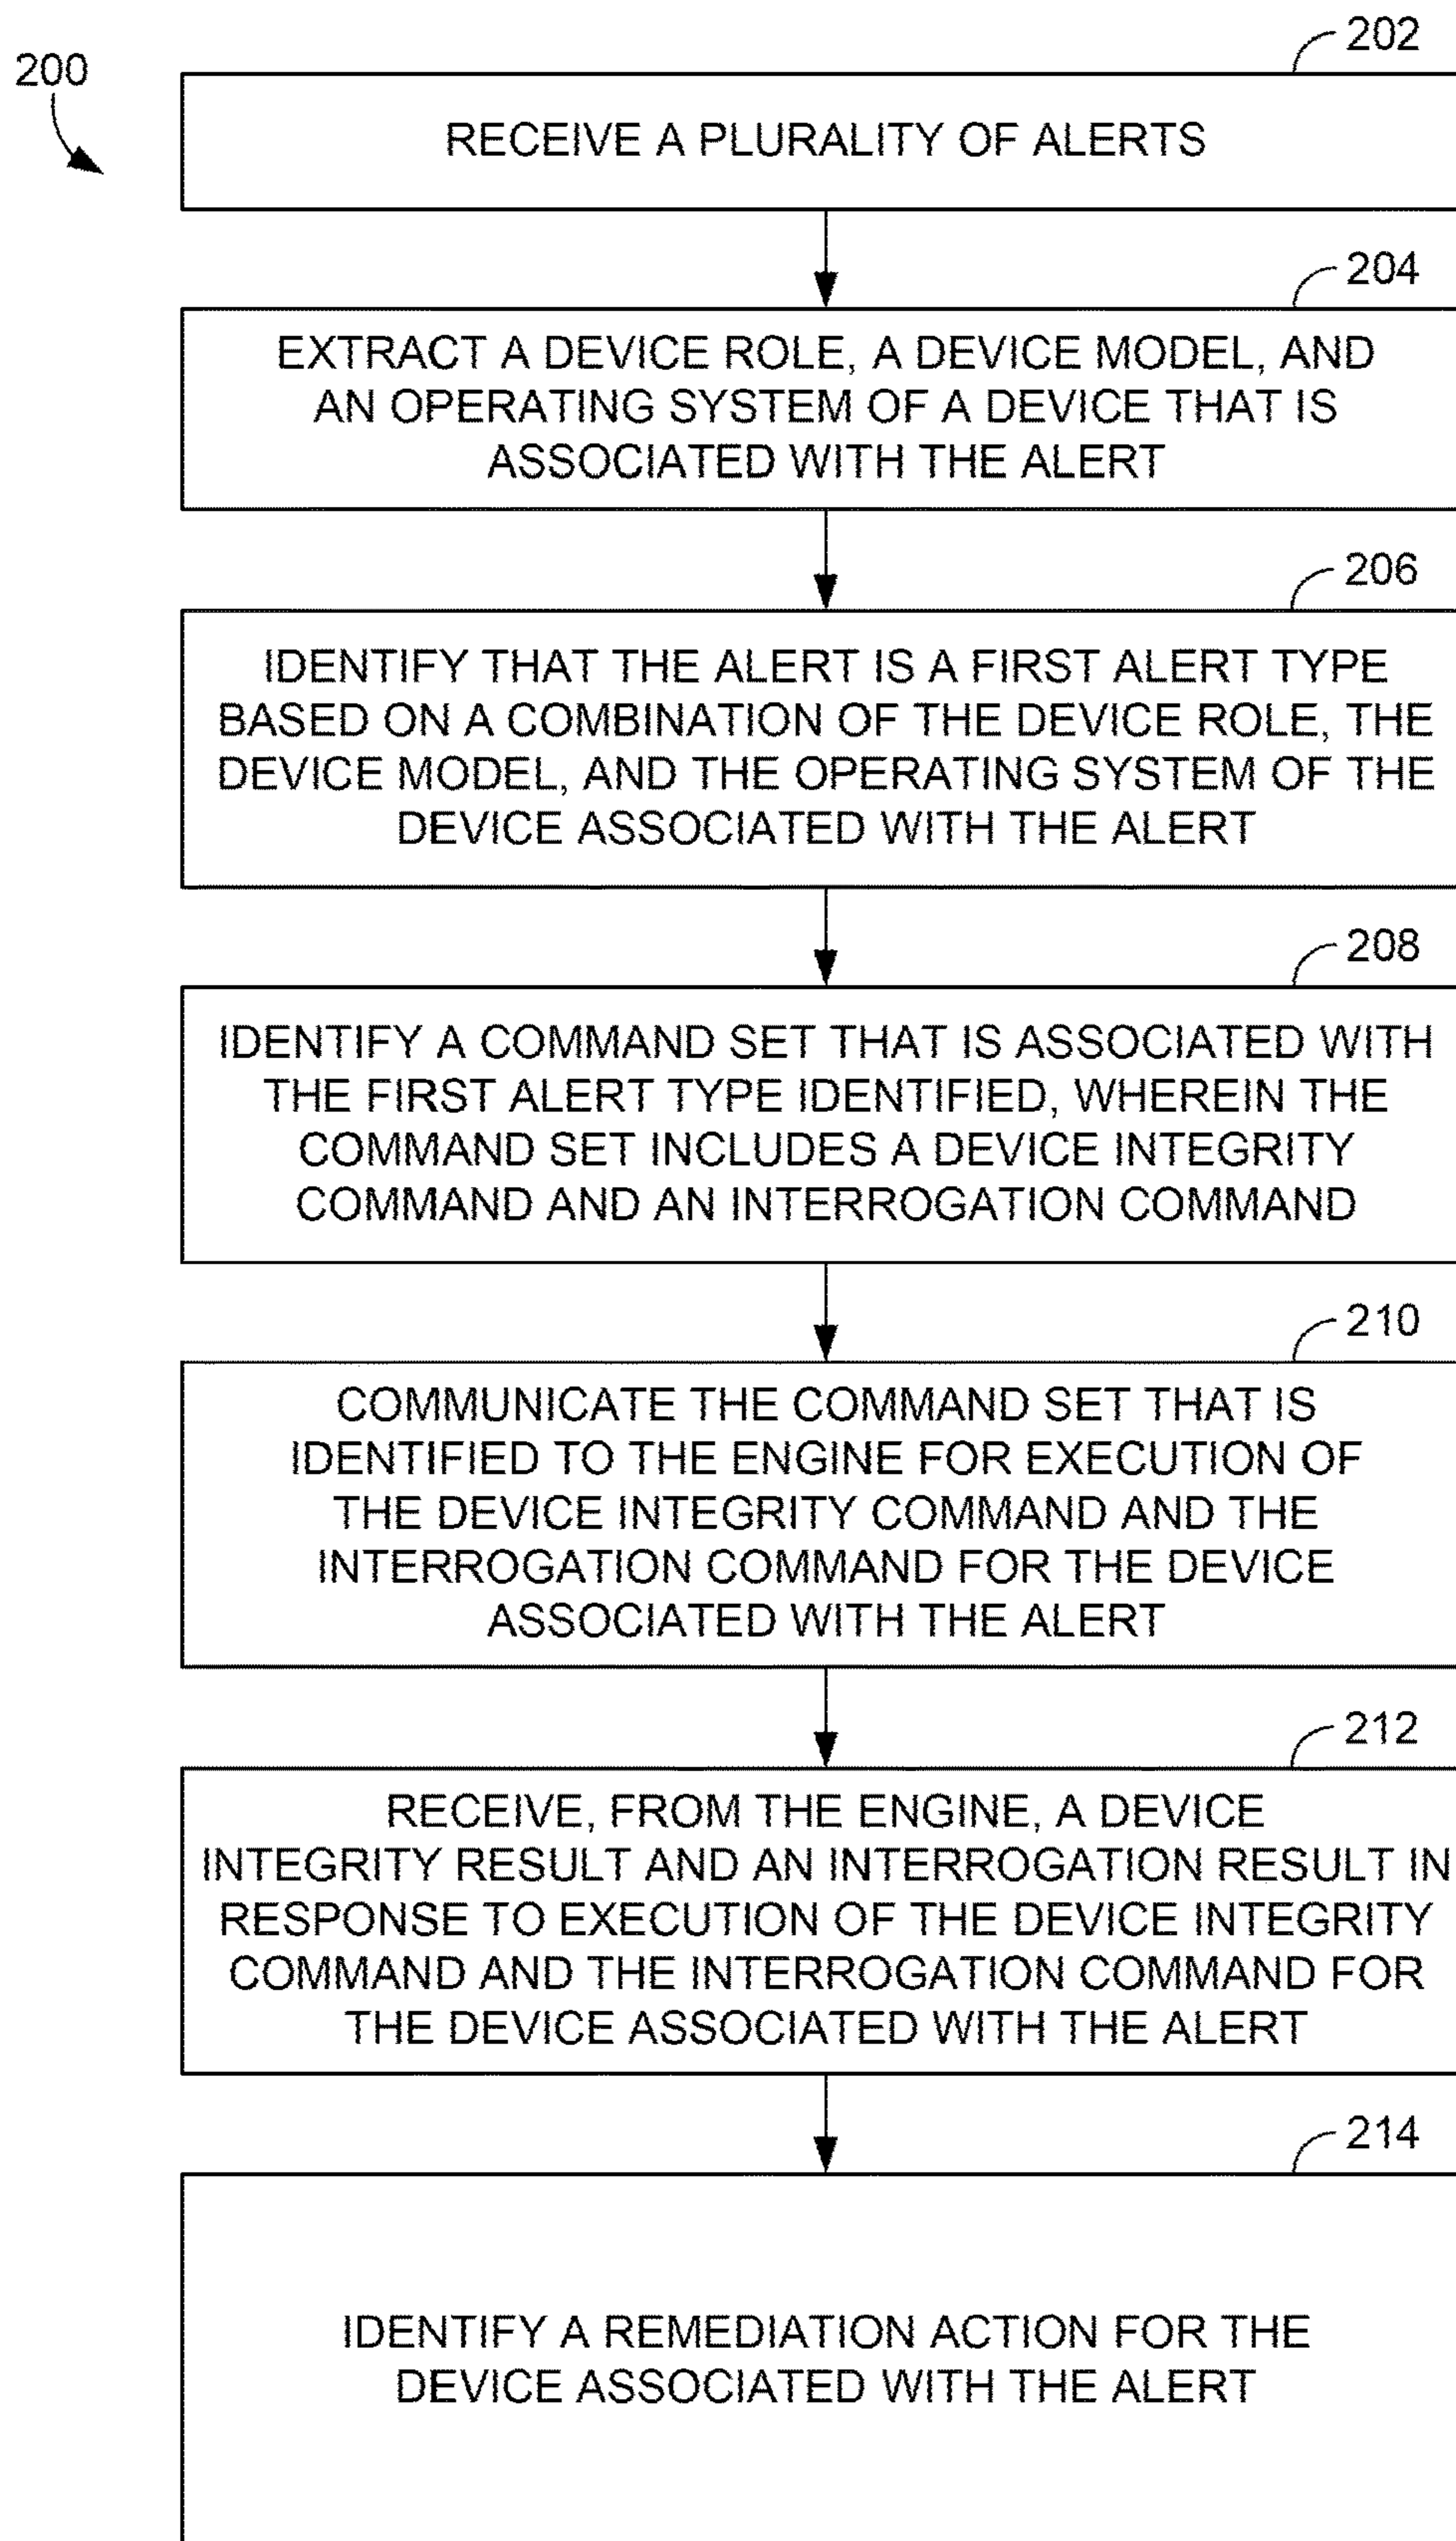 200
202
RECEIVE A PLURALITY OF ALERTS
204
EXTRACT A DEVICE ROLE, A DEVICE MODEL, AND
AN OPERATING SYSTEM OF A DEVICE THAT IS
ASSOCIATED WITH THE ALERT
206
IDENTIFY THAT THE ALERT IS A FIRST ALERT TYPE
BASED ON A COMBINATION OF THE DEVICE ROLE, THE
DEVICE MODEL, AND THE OPERATING SYSTEM OF THE
DEVICE ASSOCIATED WITH THE ALERT
208
IDENTIFY A COMMAND SET THAT IS ASSOCIATED WITH
THE FIRST ALERT TYPE IDENTIFIED, WHEREIN THE
COMMAND SET INCLUDES A DEVICE INTEGRITY
COMMAND AND AN INTERROGATION COMMAND
210
COMMUNICATE THE COMMAND SET THAT IS
IDENTIFIED TO THE ENGINE FOR EXECUTION OF
THE DEVICE INTEGRITY COMMAND AND THE
INTERROGATION COMMAND FOR THE DEVICE
ASSOCIATED WITH THE ALERT
212
RECEIVE, FROM THE ENGINE, A DEVICE
INTEGRITY RESULT AND AN INTERROGATION RESULT IN
RESPONSE TO EXECUTION OF THE DEVICE INTEGRITY
COMMAND AND THE INTERROGATION COMMAND FOR
THE DEVICE ASSOCIATED WITH THE ALERT
214
IDENTIFY A REMEDIATION ACTION FOR THE
DEVICE ASSOCIATED WITH THE ALERT